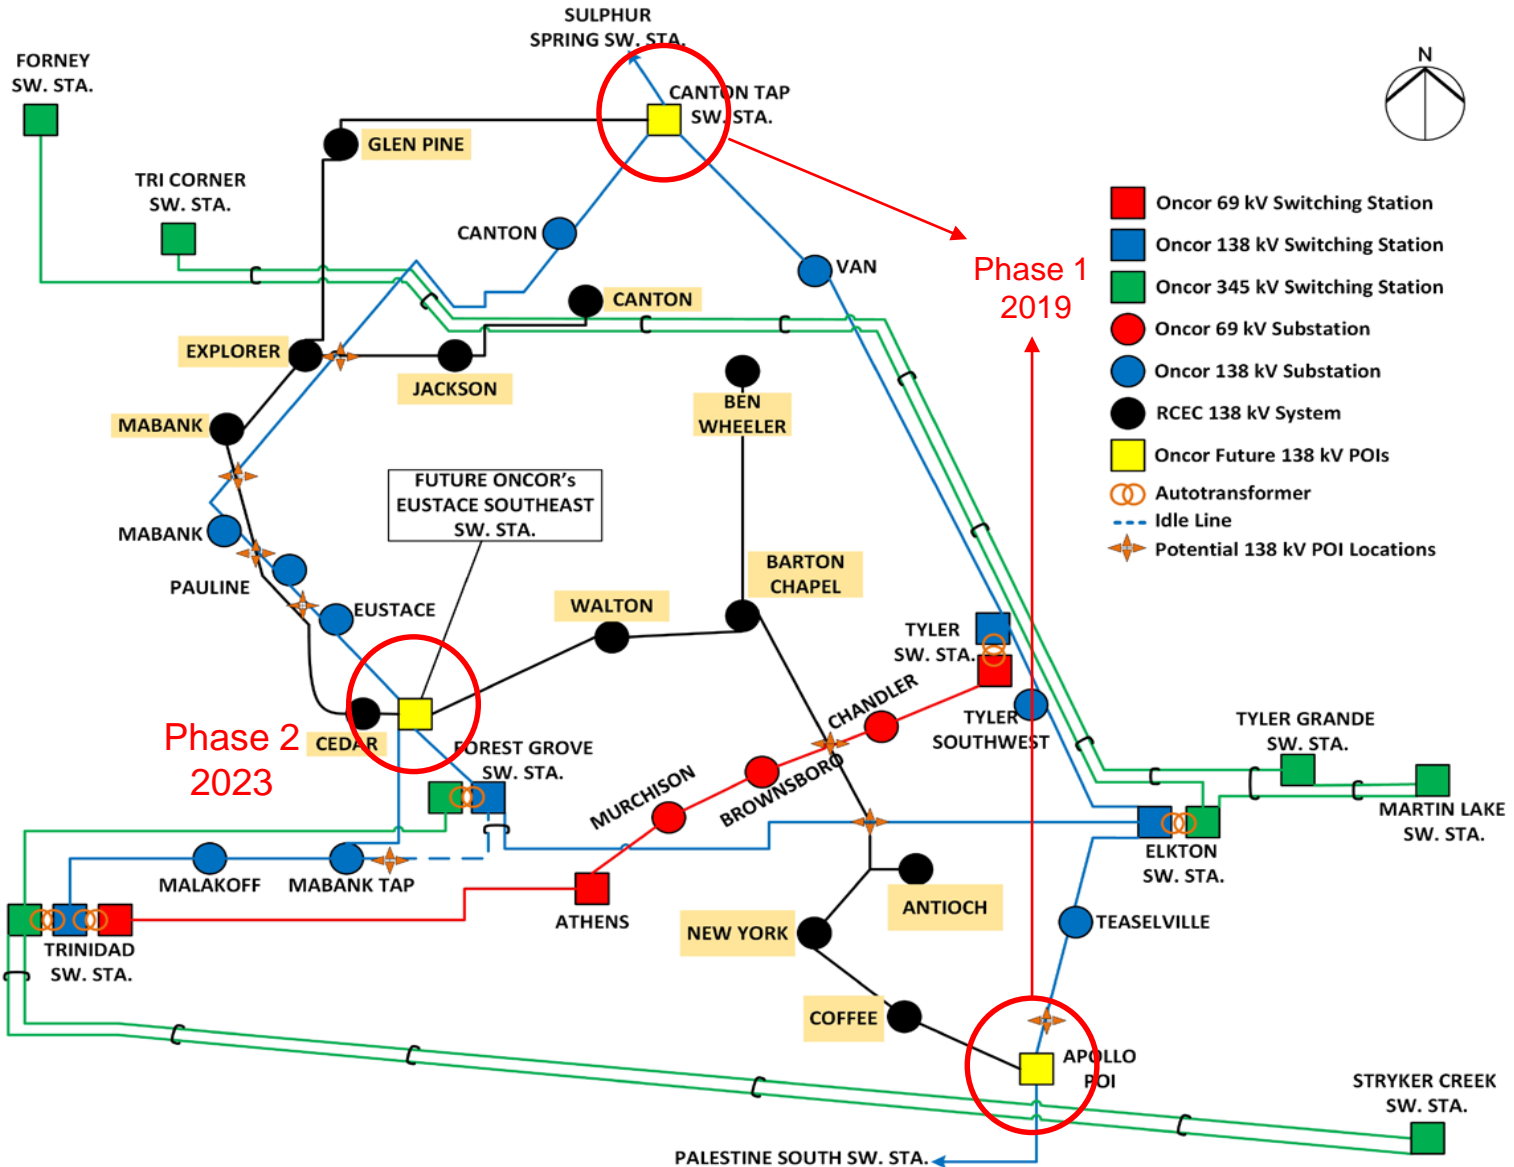 SULPHUR
SPRING SW. STA.
FORNEY
SW. STA.
N
CANTON TAP
SW. STA.
GLEN PINE
TRI CORNER
SW. STA.
Oncor 69 kV Switching Station
CANTON
Oncor 138 kV Switching Station
VAN
Phase 1
2019
Oncor 345 kV Switching Station
CANTON
Oncor 69 kV Substation
EXPLORER
JACKSON
Oncor 138 kV Substation
BEN
WHEELER
RCEC 138 kV System
MABANK
Oncor Future 138 kV POIs
FUTURE ONCOR's
EUSTACE SOUTHEAST
SW. STA.
Autotransformer
Idle Line
MABANK
Potential 138 kV POI Locations
BARTON
CHAPEL
PAULINE
WALTON
EUSTACE
TYLER
SW. STA.
CHANDLER
TYLER
SOUTHWEST
TYLER GRANDE
SW. STA.
Phase 2
2023
CEDAR
FOREST GROVE
SW. STA.
BROWNSBORO
MURCHISON
MARTIN LAKE
SW. STA.
ELKTON
SW. STA.
MALAKOFF
MABANK TAP
ATHENS
ANTIOCH
TEASELVILLE
NEW YORK
TRINIDAD
SW. STA.
COFFEE
APOLLO
POI
STRYKER CREEK
SW. STA.
PALESTINE SOUTH SW. STA.